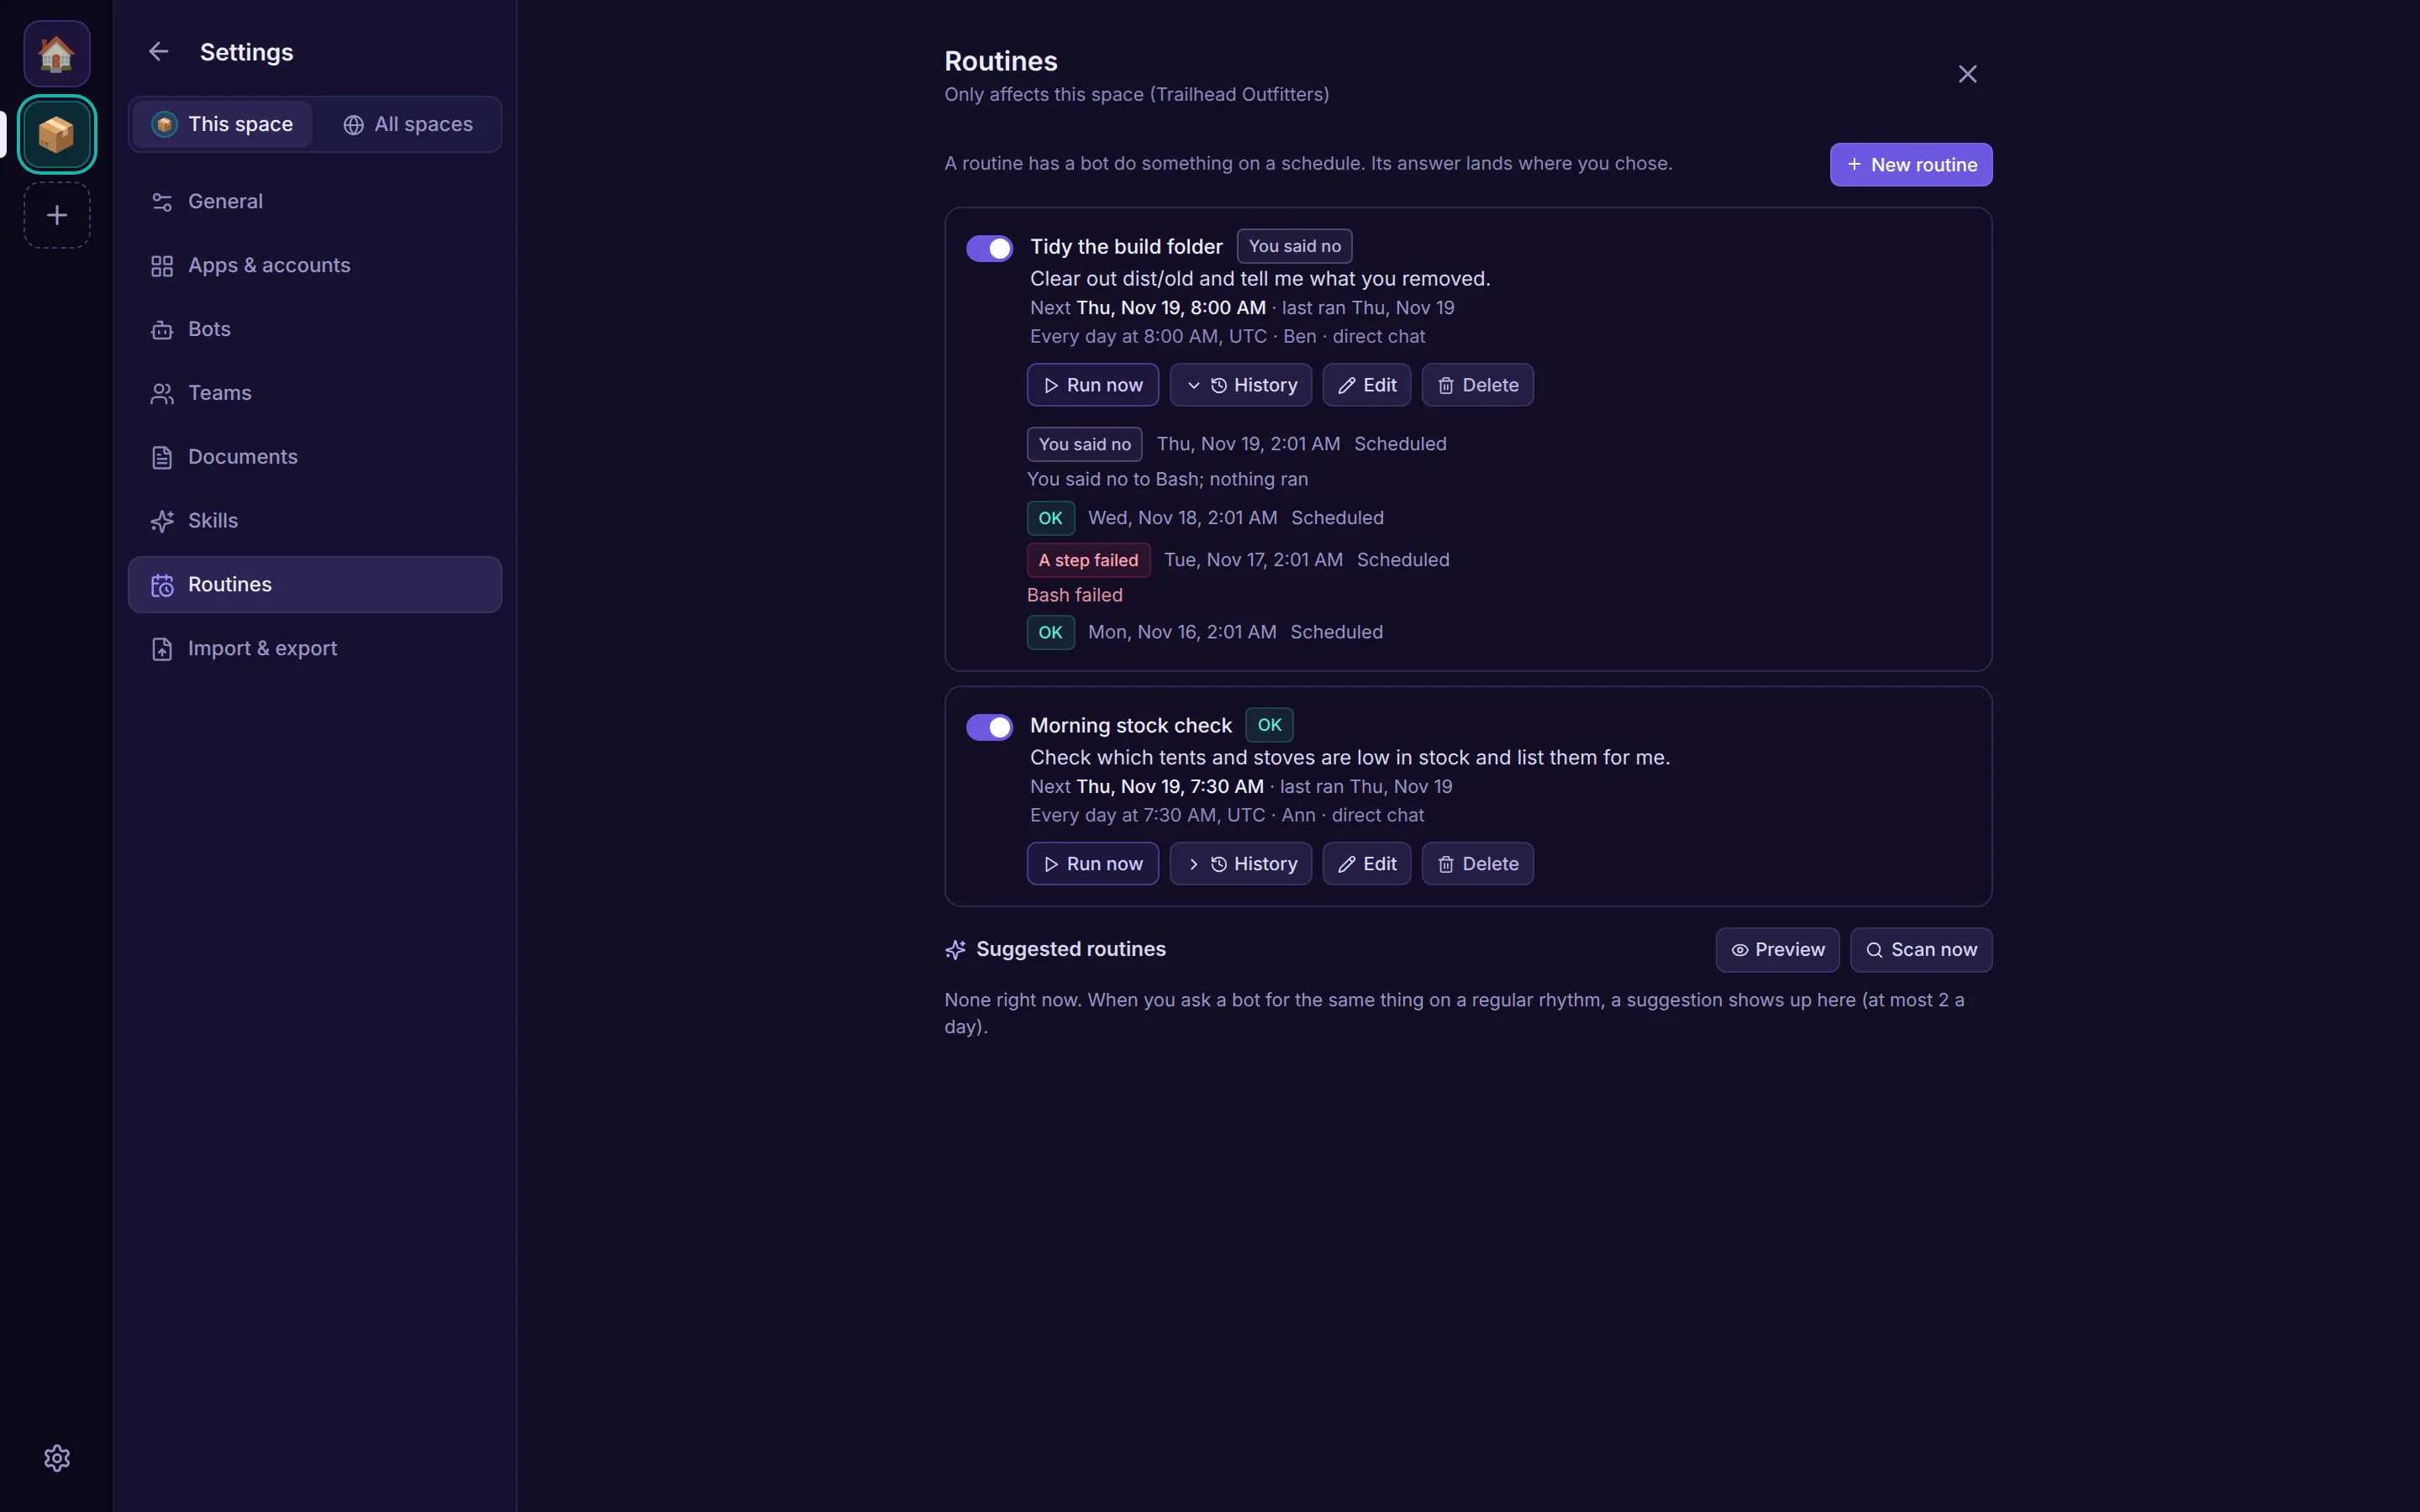 Settings
This space
All spaces
General
Apps & accounts
Bots
Teams
Documents
Skills
Routines
Import & export
Routines
Only affects this space (Trailhead Outfitters)
A routine has a bot do something on a schedule. Its answer lands where you chose.
New routine
Tidy the build folder You said no
Clear out dist/old and tell me what you removed.
Next Thu, Nov 19, 8:00 AM · last ran Thu, Nov 19
Every day at 8:00 AM, UTC · Ben · direct chat
Run now History Edit Delete
You said no Thu, Nov 19, 2:01 AM Scheduled
You said no to Bash; nothing ran
OK Wed, Nov 18, 2:01 AM Scheduled
A step failed Tue, Nov 17, 2:01 AM Scheduled
Bash failed
OK Mon, Nov 16, 2:01 AM Scheduled
Morning stock check OK
Check which tents and stoves are low in stock and list them for me.
Next Thu, Nov 19, 7:30 AM · last ran Thu, Nov 19
Every day at 7:30 AM, UTC · Ann · direct chat
Run now History Edit Delete
Suggested routines
Preview Scan now
None right now. When you ask a bot for the same thing on a regular rhythm, a suggestion shows up here (at most 2 a
day).